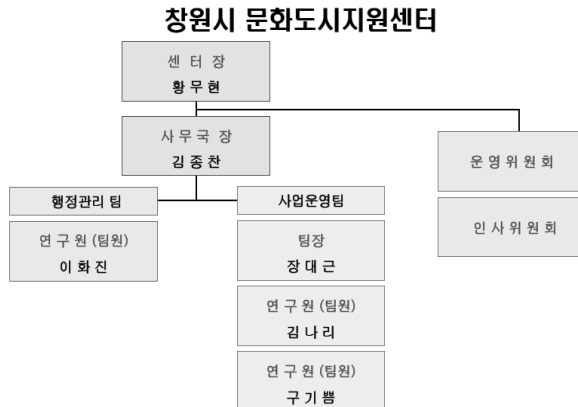 창원시 문화도시지원센터
센 터 장
황 무 현
사 무 국 장
김 종 찬
운 영 위 원 회
인 사 위 원 회
행정관리 팀
연 구 원 (팀원)
이 화 진
사업운영팀
팀장
장 대 근
연 구 원 (팀원)
김 나 리
연 구 원 (팀원)
구 기 쁨